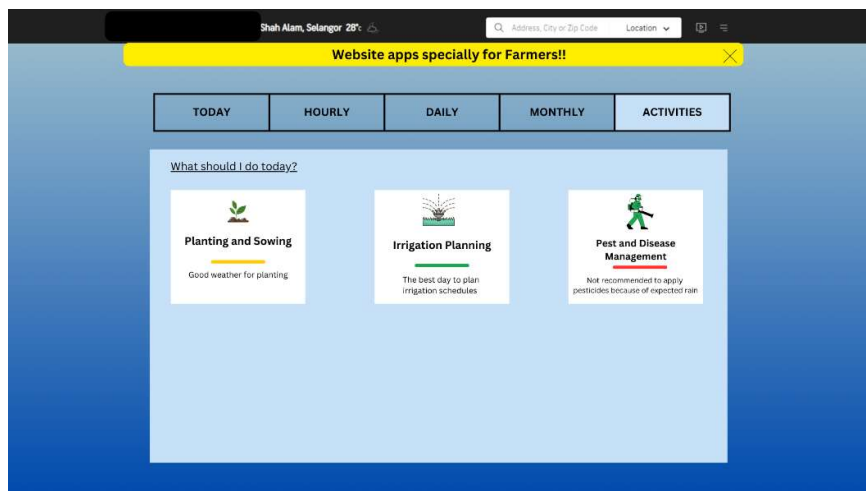 Shah Alam, Selangor 28°c
Address, City or Zip Code
Location
Website apps specially for Farmers!!
TODAY
HOURLY
DAILY
MONTHLY
ACTIVITIES
What should I do today?
Planting and Sowing
Good weather for planting
Irrigation Planning
The best day to plan
irrigation schedules
Pest and Disease
Management
Not recommended to apply
pesticides because of expected rain